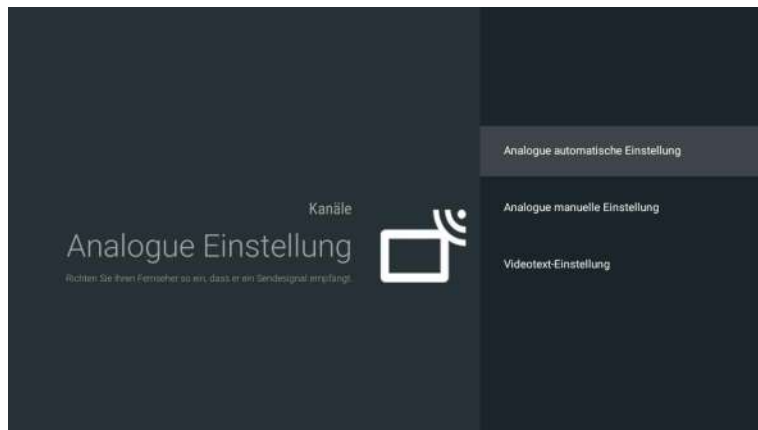 Kanäle
Analogue Einstellung
Richten Sie Ihren Fernseher so ein, dass er ein Sendesignal empfängt.
Analogue automatische Einstellung
Analogue manuelle Einstellung
Videotext-Einstellung